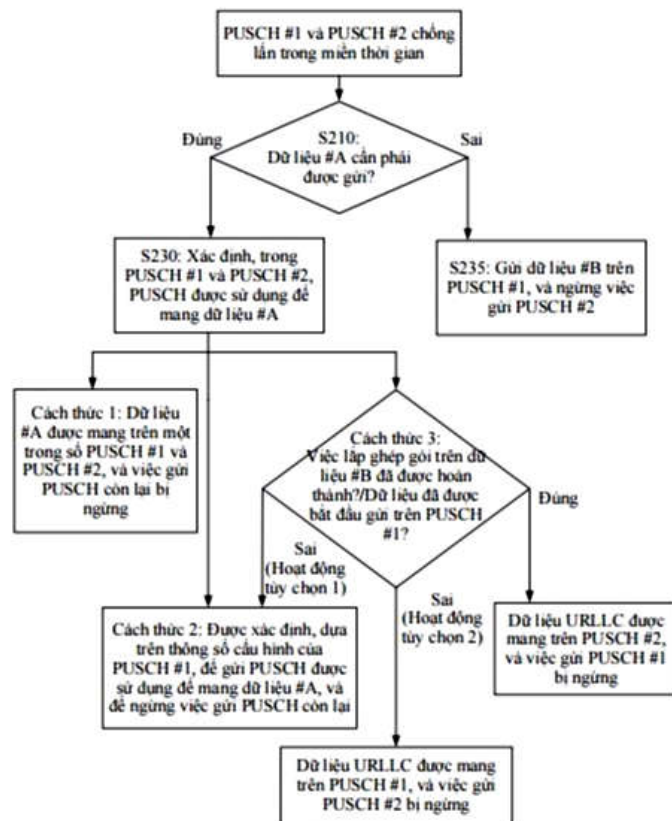 PUSCH #1 và PUSCH #2 chồng
lấn trong miền thời gian
Đúng
S210:
Dữ liệu #A cần phải
được gửi?
Sai
S230: Xác định, trong
PUSCH #1 và PUSCH #2,
PUSCH được sử dụng để
mang dữ liệu #A
S235: Gửi dữ liệu #B trên
PUSCH #1, và ngừng việc
gửi PUSCH #2
Cách thức 1: Dữ liệu
#A được mang trên một
trong số PUSCH #1 và
PUSCH #2, và việc gửi
PUSCH còn lại bị
ngừng
Cách thức 3:
Việc lắp ghép gói trên dữ
liệu #B đã được hoàn
thành?/Dữ liệu đã được
bắt đầu gửi trên PUSCH
#1?
Đúng
Sai
(Hoạt động
tùy chọn 1)
Sai
(Hoạt động
tùy chọn 2)
Cách thức 2: Được xác định, dựa
trên thông số cấu hình của
PUSCH #1, để gửi PUSCH được
sử dụng để mang dữ liệu #A, và
để ngừng việc gửi PUSCH còn lại
Dữ liệu URLLC được
mang trên PUSCH #2,
và việc gửi PUSCH #1
bị ngừng
Dữ liệu URLLC được mang
trên PUSCH #1, và việc gửi
PUSCH #2 bị ngừng